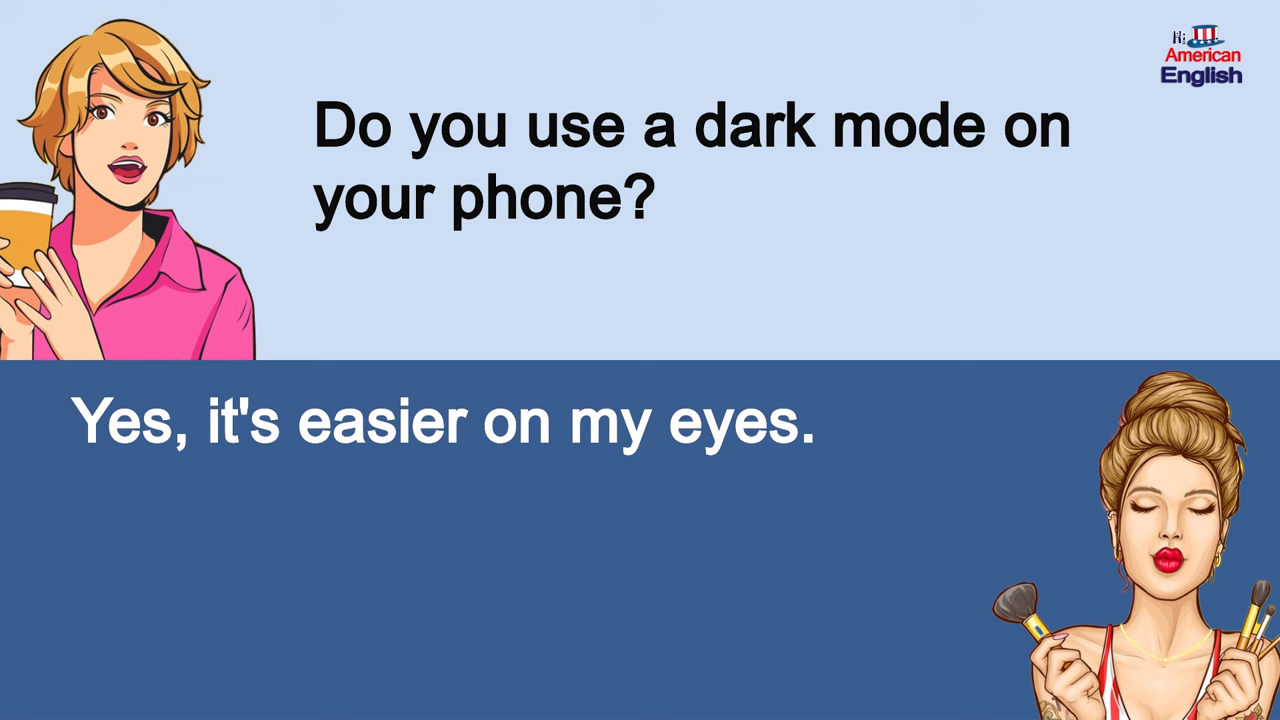 Hi
American
English
Do you use a dark mode on
your phone?
Yes, it's easier on my eyes.